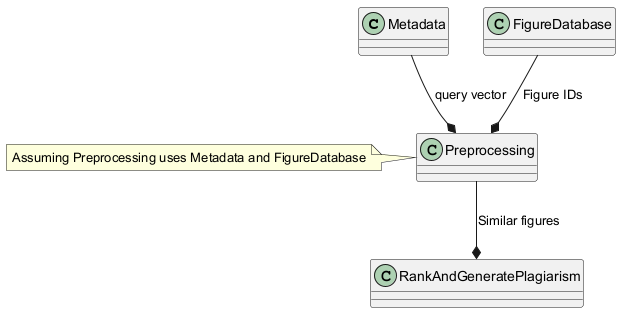 C Metadata
C FigureDatabase
query vector
Figure IDs
Assuming Preprocessing uses Metadata and FigureDatabase
C Preprocessing
Similar figures
C RankAndGeneratePlagiarism